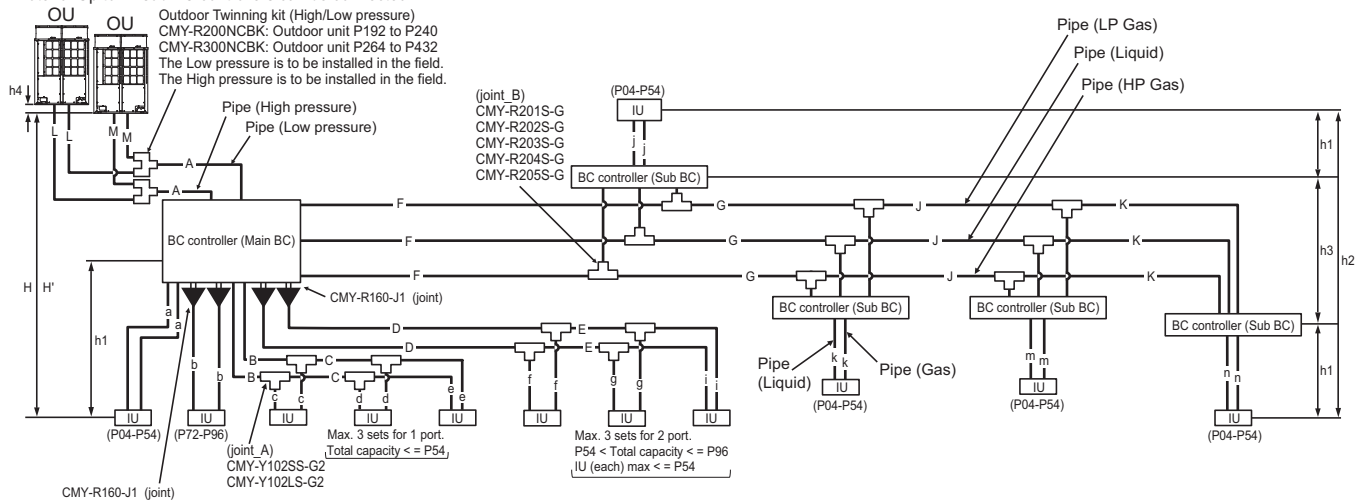 OU
OU
Outdoor Twinning kit (High/Low pressure)
CMY-R200NCBK: Outdoor unit P192 to P240
CMY-R300NCBK: Outdoor unit P264 to P432
The Low pressure is to be installed in the field.
The High pressure is to be installed in the field.
h4
L
L
M
M
Pipe (High pressure)
Pipe (Low pressure)
A
A
(joint_B)
CMY-R201S-G
CMY-R202S-G
CMY-R203S-G
CMY-R204S-G
CMY-R205S-G
(P04-P54)
IU
j
j
BC controller (Sub BC)
Pipe (LP Gas)
Pipe (Liquid)
Pipe (HP Gas)
h1
h3
h2
h1
BC controller (Main BC)
F
G
J
K
F
G
J
K
F
G
J
K
H
H'
h1
CMY-R160-J1 (joint)
BC controller (Sub BC)
BC controller (Sub BC)
BC controller (Sub BC)
a
a
b
b
D
E
D
E
B
C
B
C
c
c
d
d
e
e
f
f
g
g
i
i
Pipe
(Liquid)
k
k
Pipe (Gas)
m
m
n
n
IU
(P04-P54)
IU
(P72-P96)
IU
IU
IU
IU
IU
IU
IU
(P04-P54)
IU
(P04-P54)
IU
(P04-P54)
Max. 3 sets for 1 port.
Total capacity < = P54
Max. 3 sets for 2 port.
P54 < Total capacity < = P96
IU (each) max < = P54
(joint_A)
CMY-Y102SS-G2
CMY-Y102LS-G2
CMY-R160-J1 (joint)